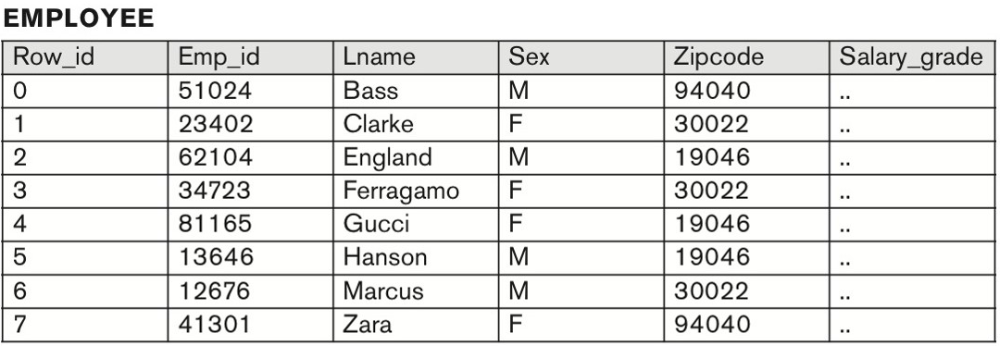 EMPLOYEE
Row_id Emp_id Lname Sex Zipcode Salary_grade
0 51024 Bass M 94040 ..
1 23402 Clarke F 30022 ..
2 62104 England M 19046 ..
3 34723 Ferragamo F 30022 ..
4 81165 Gucci F 19046 ..
5 13646 Hanson M 19046 ..
6 12676 Marcus M 30022 ..
7 41301 Zara F 94040 ..